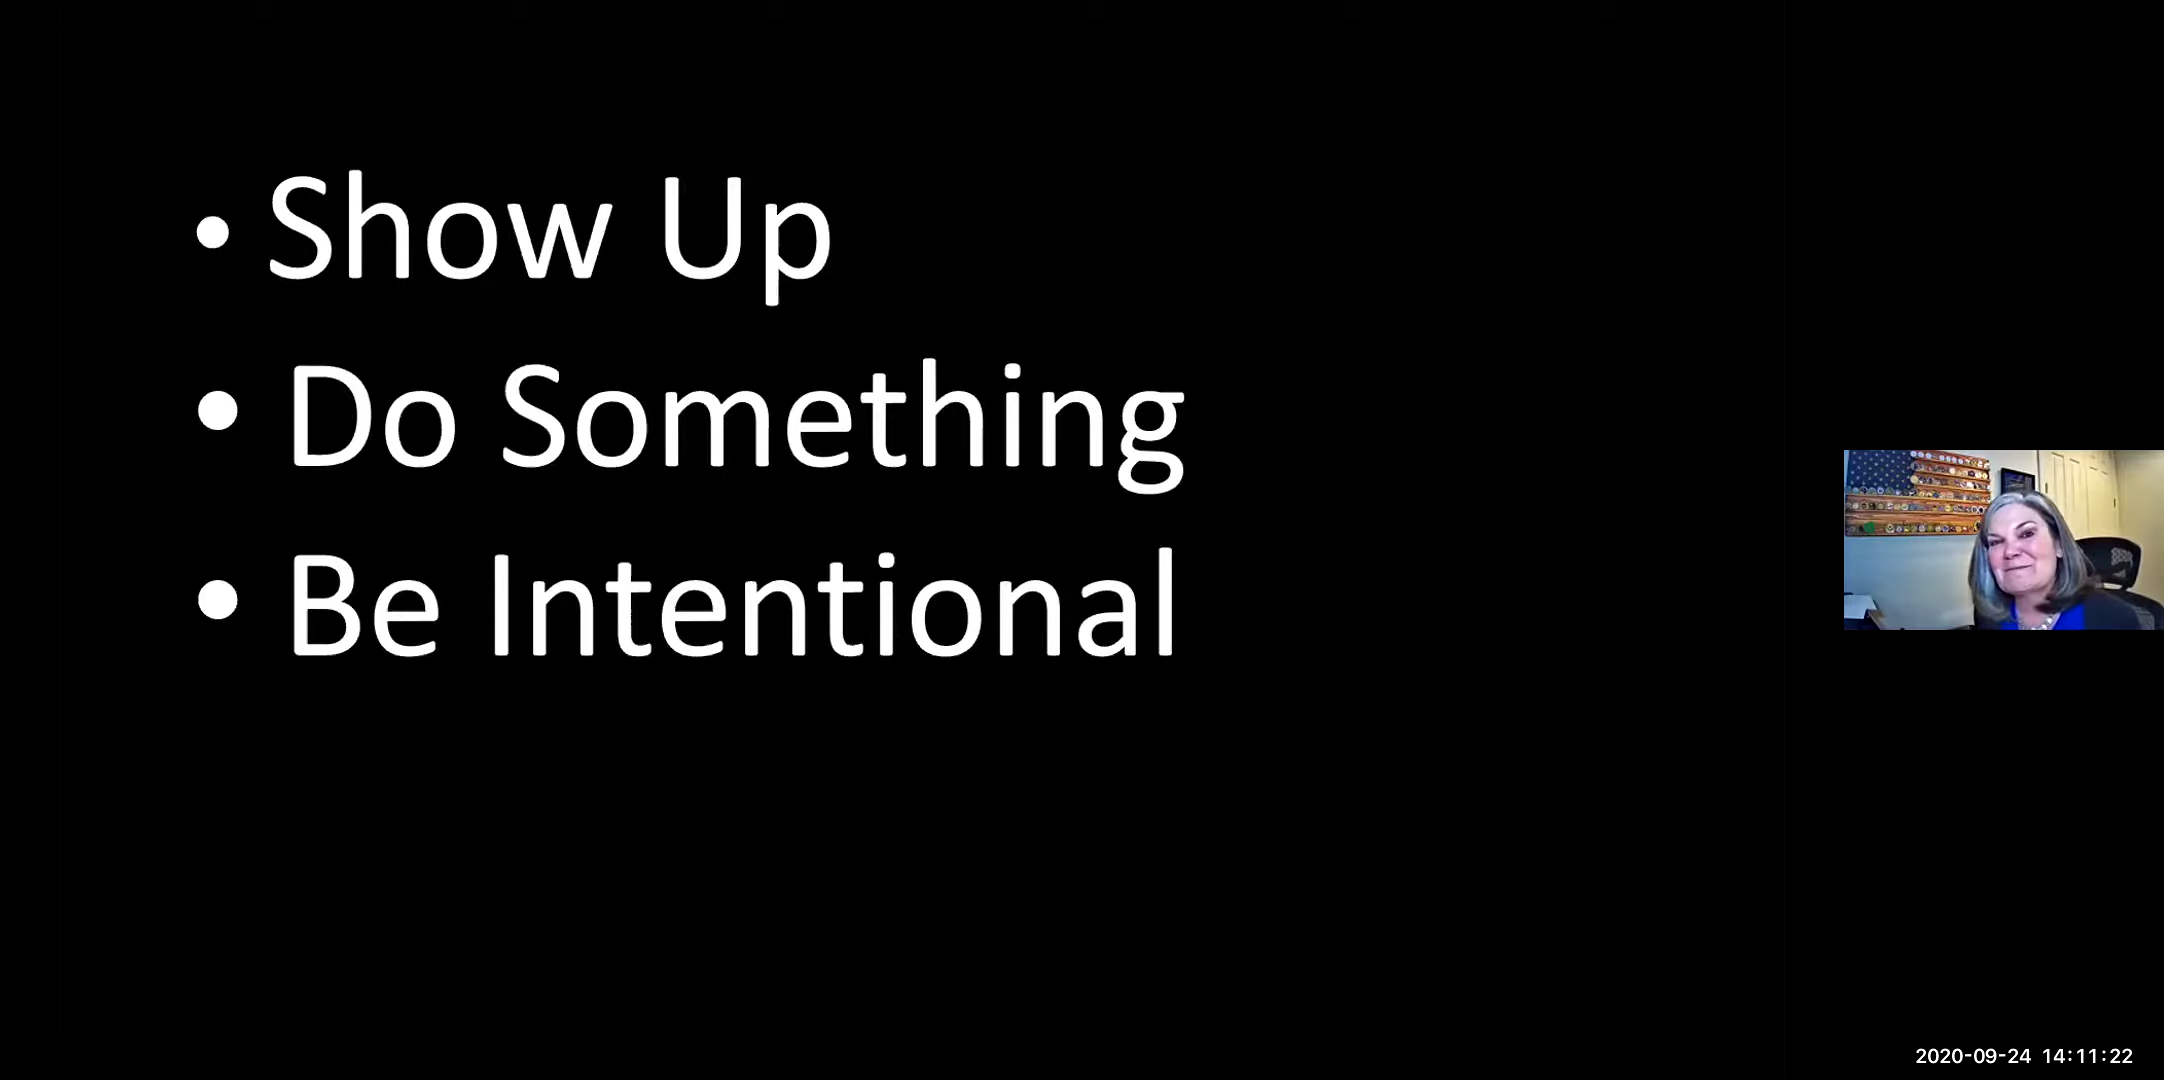 • Show Up
• Do Something
• Be Intentional
2020-09-24 14:11:22